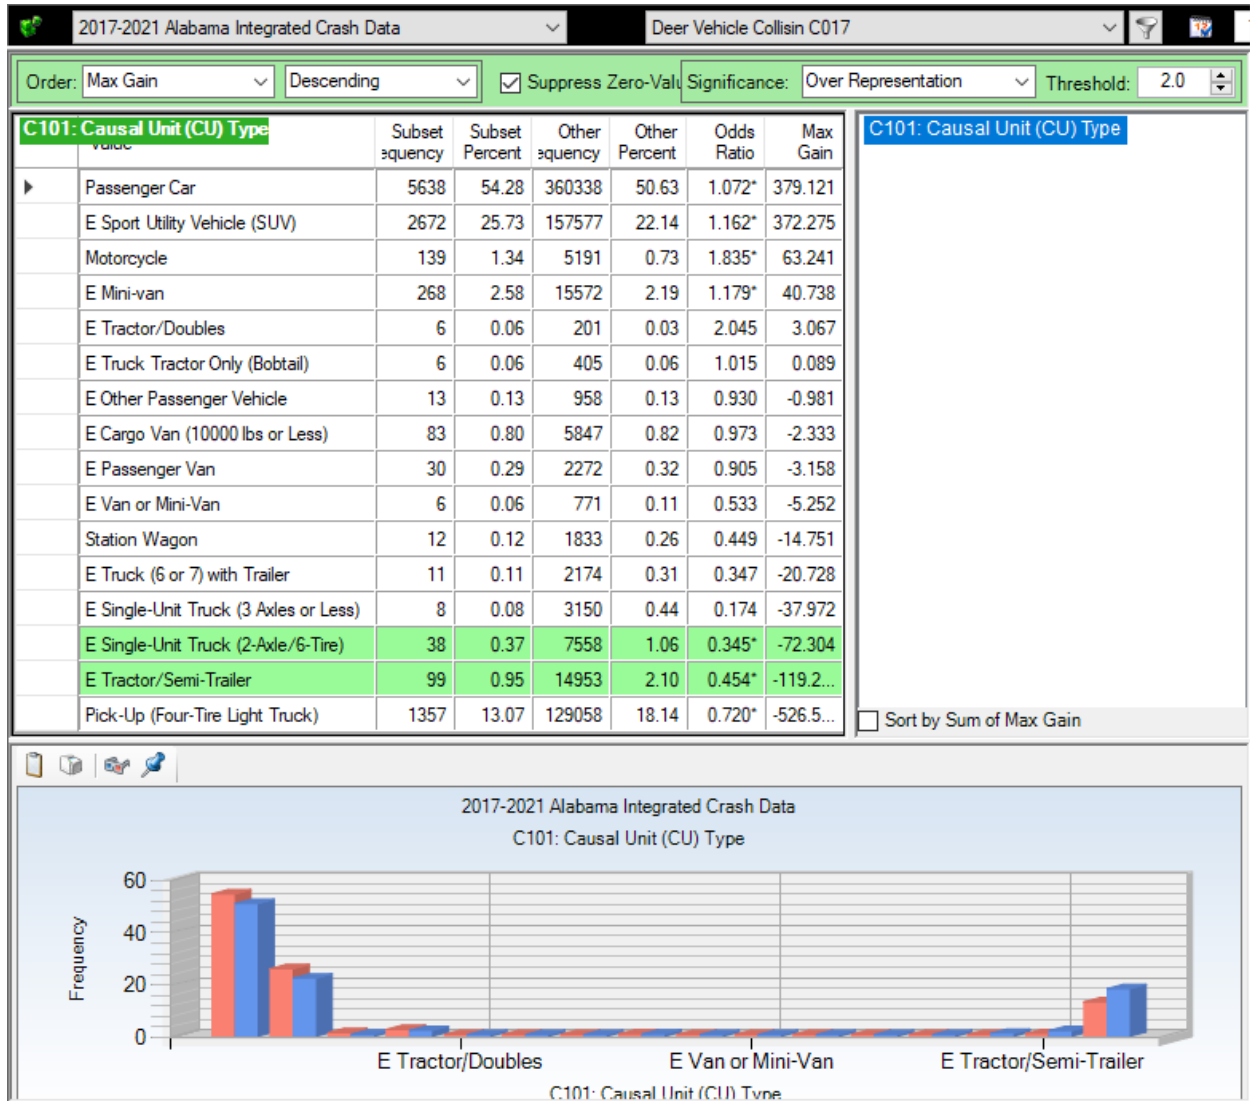 2017-2021 Alabama Integrated Crash Data Deer Vehicle Collisin C017
Order: Max Gain Descending Suppress Zero-Valu Significance: Over Representation Threshold: 2.0
C101: Causal Unit (CU) Type
Subset Subset Other Other Odds Max
equency Percent equency Percent Ratio Gain
Passenger Car 5638 54.28 360338 50.63 1.072* 379.121
E Sport Utility Vehicle (SUV) 2672 25.73 157577 22.14 1.162* 372.275
Motorcycle 139 1.34 5191 0.73 1.835* 63.241
E Mini-van 268 2.58 15572 2.19 1.179* 40.738
E Tractor/Doubles 6 0.06 201 0.03 2.045 3.067
E Truck Tractor Only (Bobtail) 6 0.06 405 0.06 1.015 0.089
E Other Passenger Vehicle 13 0.13 958 0.13 0.930 -0.981
E Cargo Van (10000 lbs or Less) 83 0.80 5847 0.82 0.973 -2.333
E Passenger Van 30 0.29 2272 0.32 0.905 -3.158
E Van or Mini-Van 6 0.06 771 0.11 0.533 -5.252
Station Wagon 12 0.12 1833 0.26 0.449 -14.751
E Truck (6 or 7) with Trailer 11 0.11 2174 0.31 0.347 -20.728
E Single-Unit Truck (3 Axles or Less) 8 0.08 3150 0.44 0.174 -37.972
E Single-Unit Truck (2-Axle/6-Tire) 38 0.37 7558 1.06 0.345* -72.304
E Tractor/Semi-Trailer 99 0.95 14953 2.10 0.454* -119.2...
Pick-Up (Four-Tire Light Truck) 1357 13.07 129058 18.14 0.720* -526.5...
C101: Causal Unit (CU) Type
Sort by Sum of Max Gain
2017-2021 Alabama Integrated Crash Data
C101: Causal Unit (CU) Type
Frequency
60
40
20
0
E Tractor/Doubles E Van or Mini-Van E Tractor/Semi-Trailer
C101: Causal Unit (CU) Type